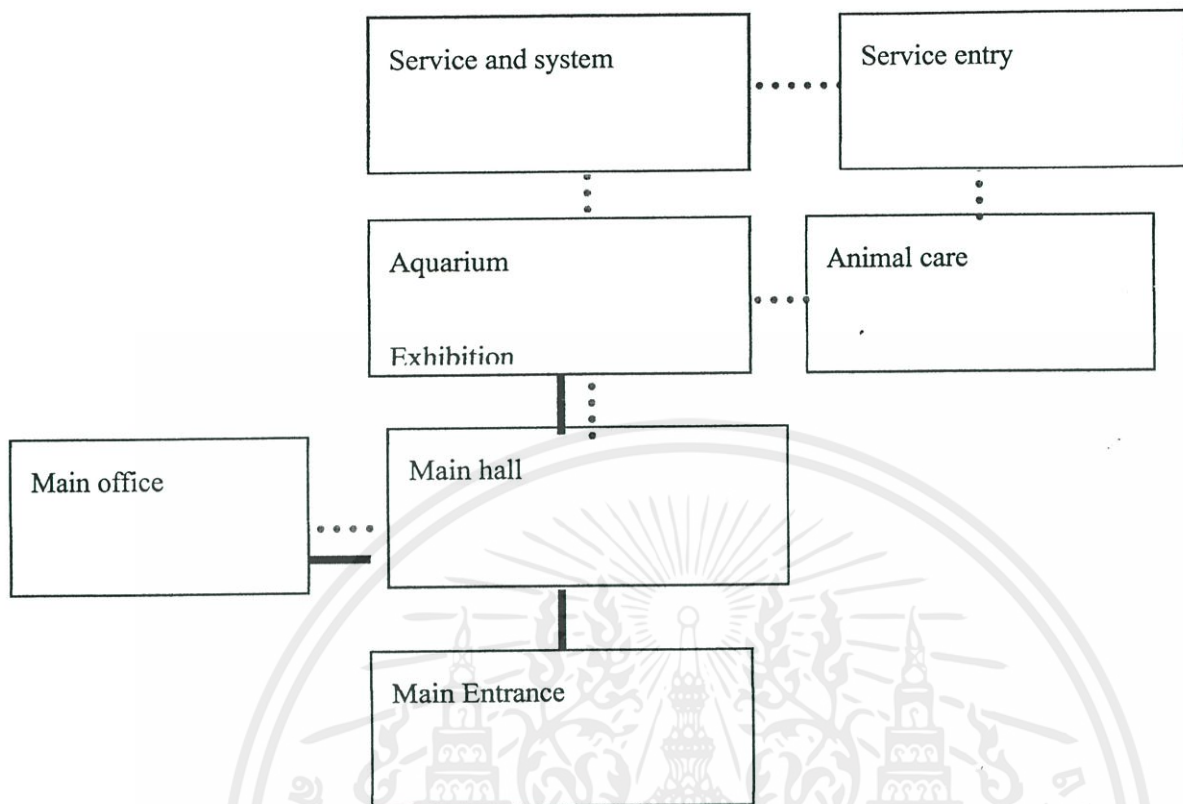 Service and system
Service entry
Aquarium
Exhibition
Animal care
Main office
Main hall
Main Entrance